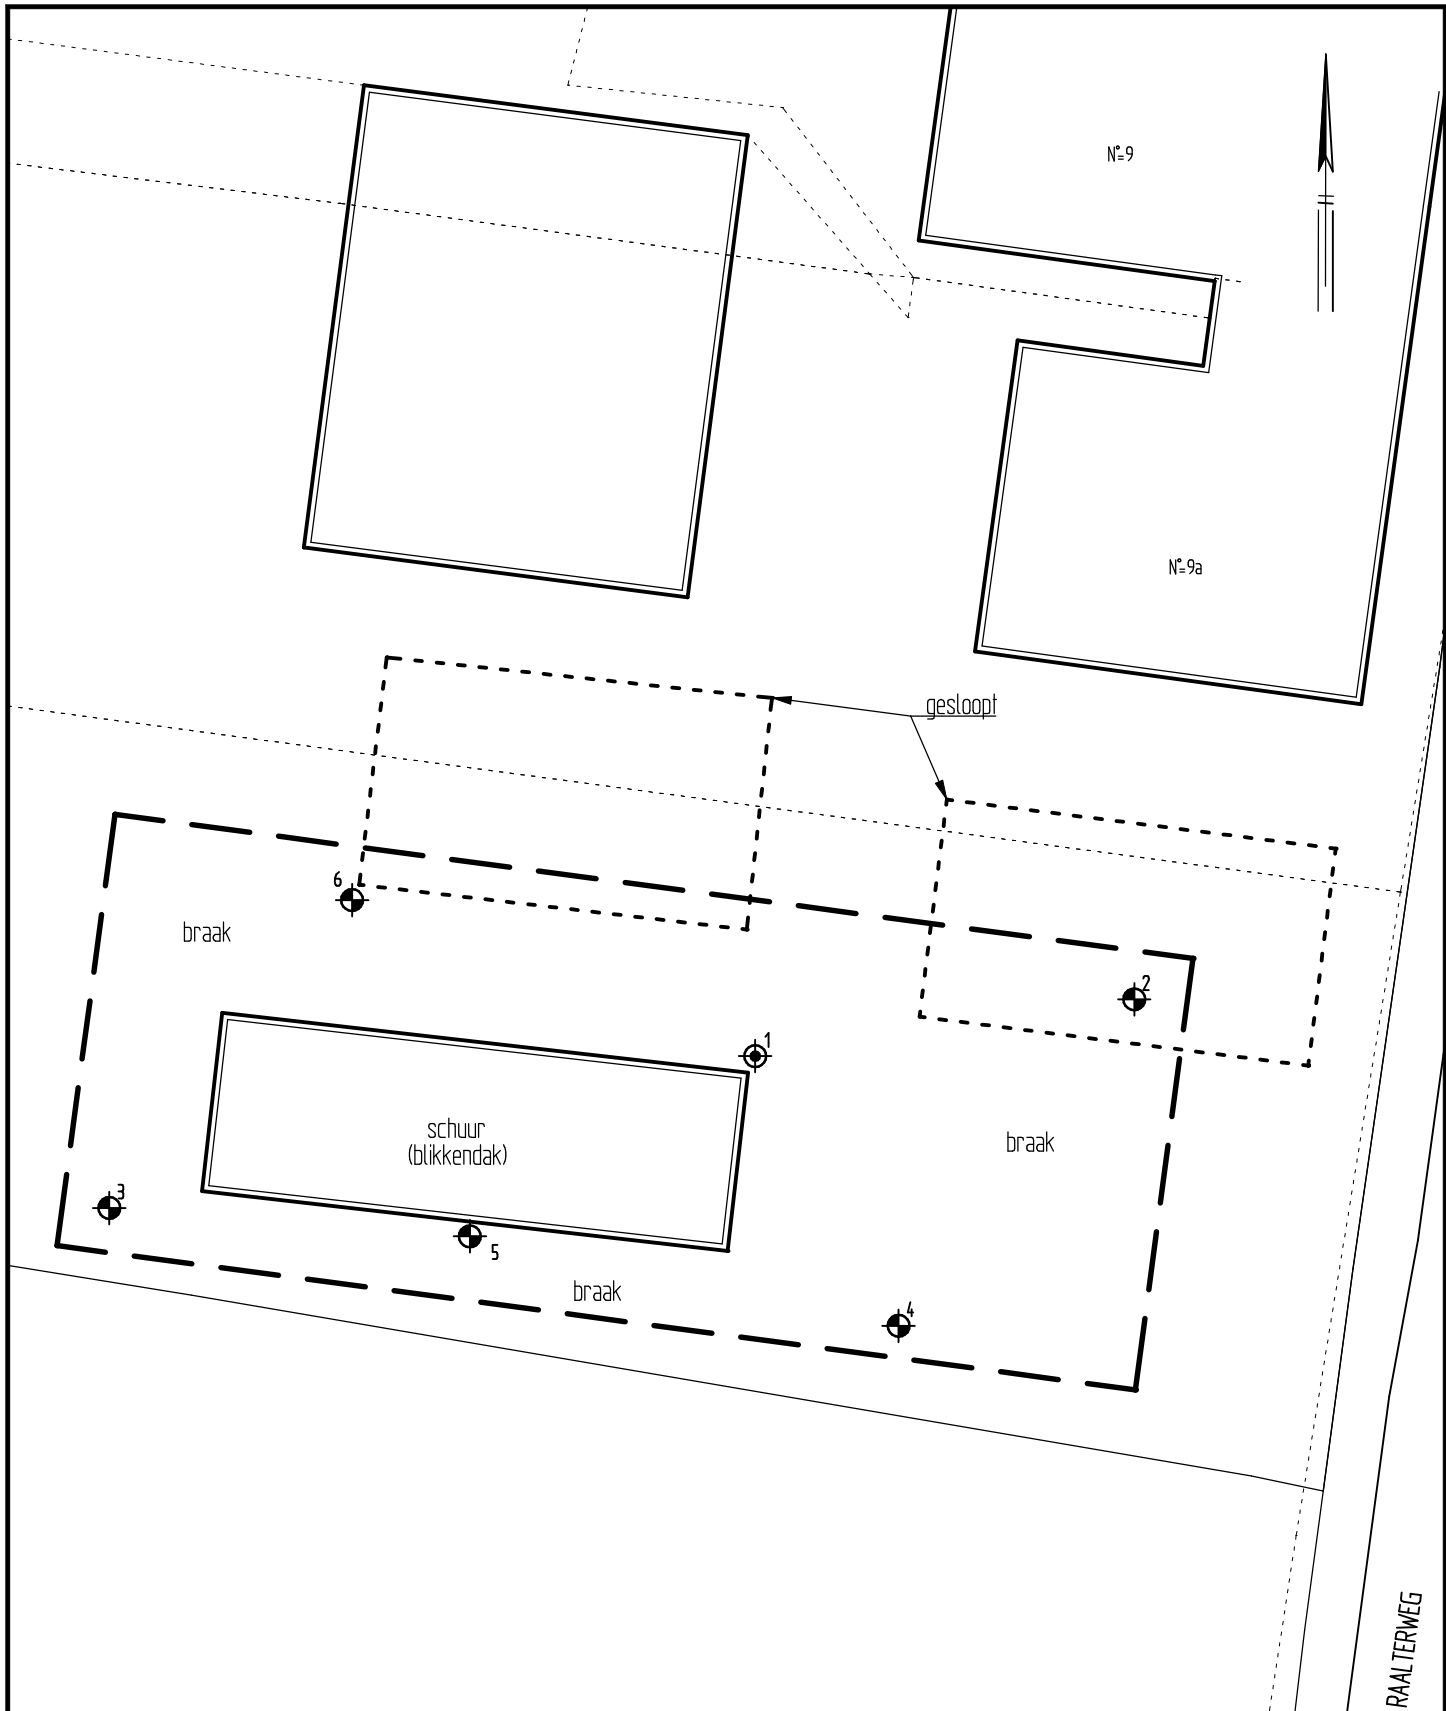 N°=9
N°=9a
gesloopt
6
braak
2
1
schuur
(blikkendak)
braak
3
5
braak
4
RAALTERWEG